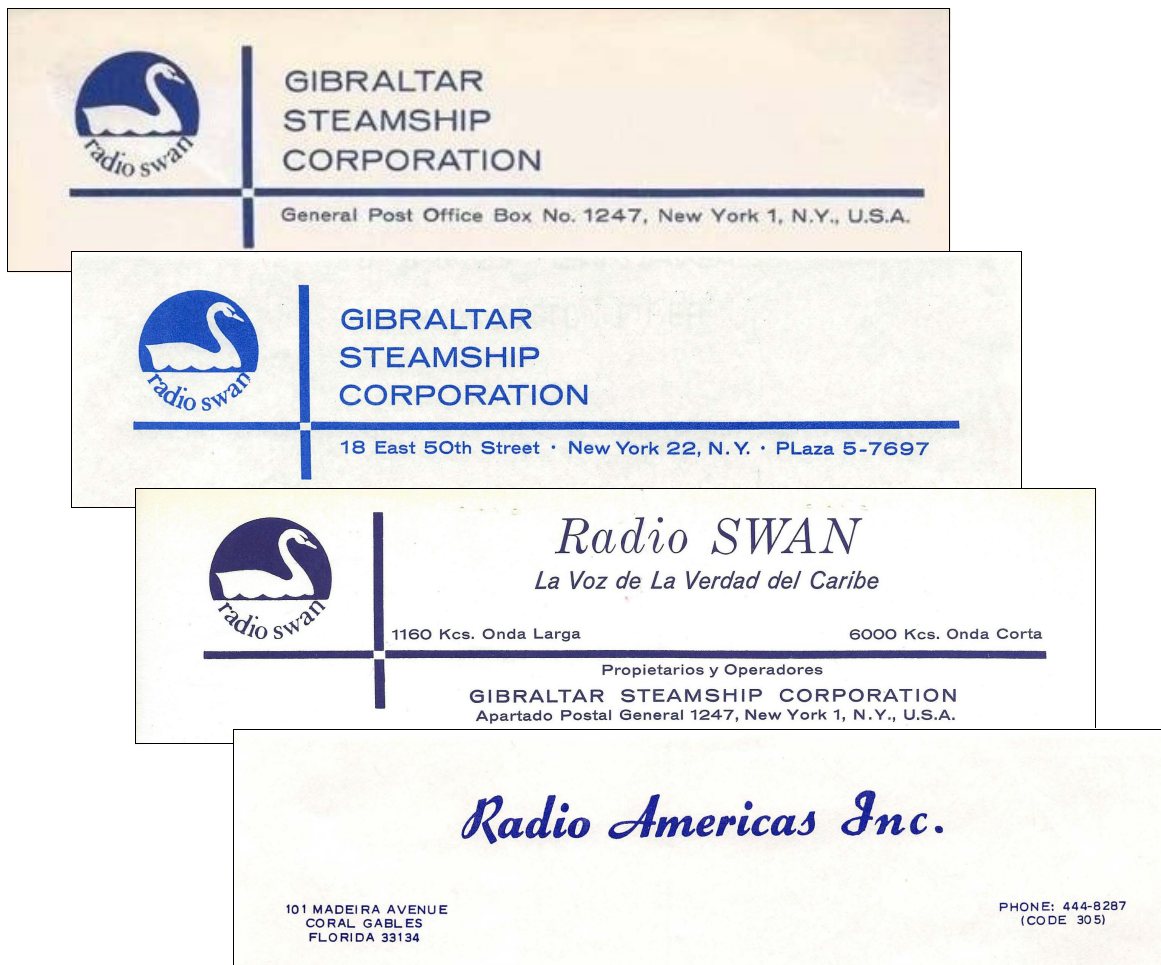 radio swan
GIBRALTAR
STEAMSHIP
CORPORATION
General Post Office Box No. 1247, New York 1, N.Y., U.S.A.
radio swan
GIBRALTAR
STEAMSHIP
CORPORATION
18 East 50th Street · New York 22, N.Y. · PLaza 5-7697
radio swan
Radio SWAN
La Voz de La Verdad del Caribe
1160 Kcs. Onda Larga 6000 Kcs. Onda Corta
Propietarios y Operadores
GIBRALTAR STEAMSHIP CORPORATION
Apartado Postal General 1247, New York 1, N.Y., U.S.A.
Radio Americas Inc.
101 MADEIRA AVENUE
CORAL GABLES
FLORIDA 33134
PHONE: 444-8287
(CODE 305)